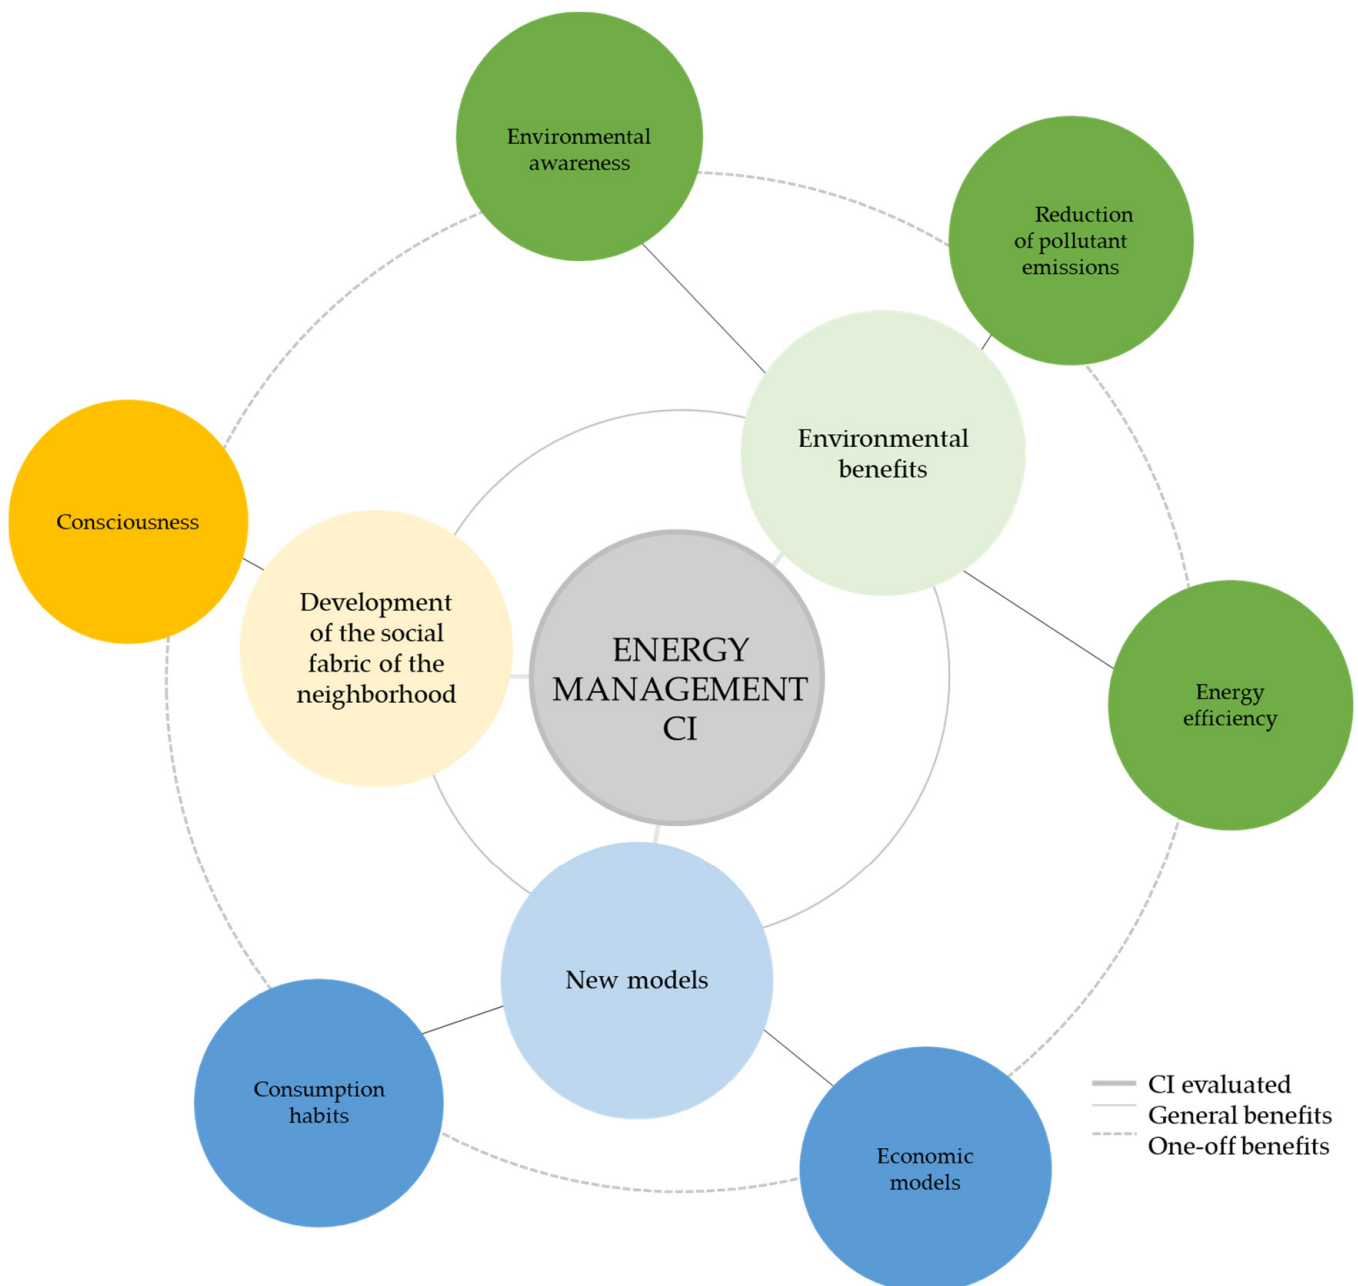 Environmental
awareness
Reduction
of pollutant
emissions
Environmental
benefits
Consciousness
Development
of the social
fabric of the
neighborhood
ENERGY
MANAGEMENT
CI
Energy
efficiency
New models
Consumption
habits
Economic
models
CI evaluated
General benefits
One-off benefits